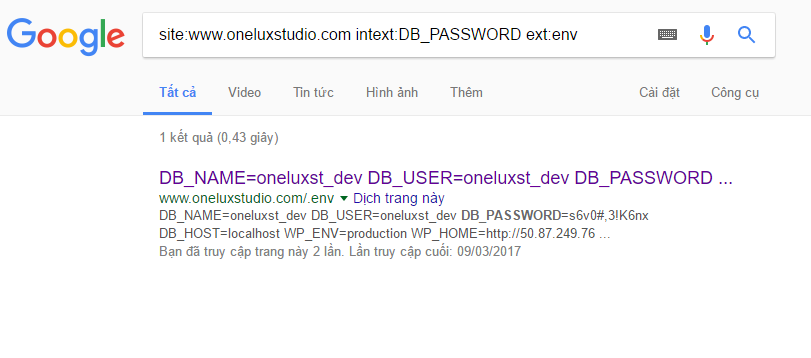 Google
site:www.oneluxstudio.com intext:DB_PASSWORD ext:env
Tất cả Video Tin tức Hình ảnh Thêm Cài đặt Công cụ
1 kết quả (0,43 giây)
DB_NAME=oneluxst_dev DB_USER=oneluxst_dev DB_PASSWORD ...
www.oneluxstudio.com/.env Dịch trang này
DB_NAME=oneluxst_dev DB_USER=oneluxst_dev DB_PASSWORD=s6v0#,3!K6nx
DB_HOST=localhost WP_ENV=production WP_HOME=http://50.87.249.76 ...
Bạn đã truy cập trang này 2 lần. Lần truy cập cuối: 09/03/2017